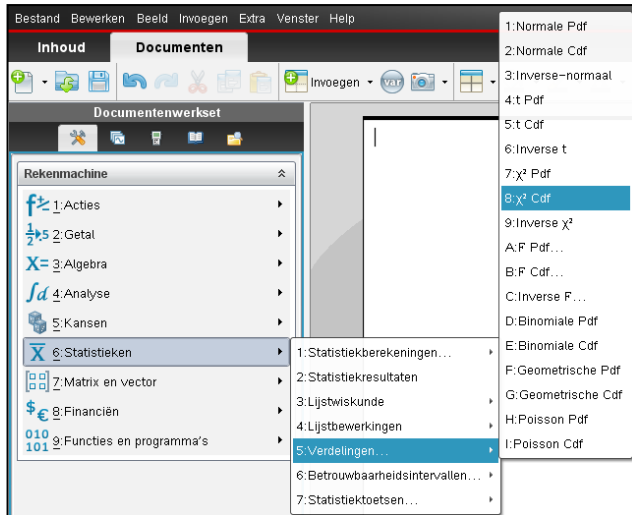 Bestand Bewerken Beeld Invoegen Extra Venster Help
Inhoud Documenten
Invoegen var
Documentenwerkset
Rekenmachine
1:Acties
2:Getal
3:Algebra
4:Analyse
5:Kansen
6:Statistieken
7:Matrix en vector
8:Financiën
9:Functies en programma's
1:Statistiekberekeningen...
2:Statistiekresultaten
3:Lijstwiskunde
4:Lijstbewerkingen
5:Verdelingen...
6:Betrouwbaarheidsintervallen...
7:Statistiektoetsen...
1:Normale Pdf
2:Normale Cdf
3:Inverse-normaal
4:t Pdf
5:t Cdf
6:Inverse t
7:χ² Pdf
8:χ² Cdf
9:Inverse χ²
A:F Pdf...
B:F Cdf...
C:Inverse F...
D:Binomiale Pdf
E:Binomiale Cdf
F:Geometrische Pdf
G:Geometrische Cdf
H:Poisson Pdf
I:Poisson Cdf